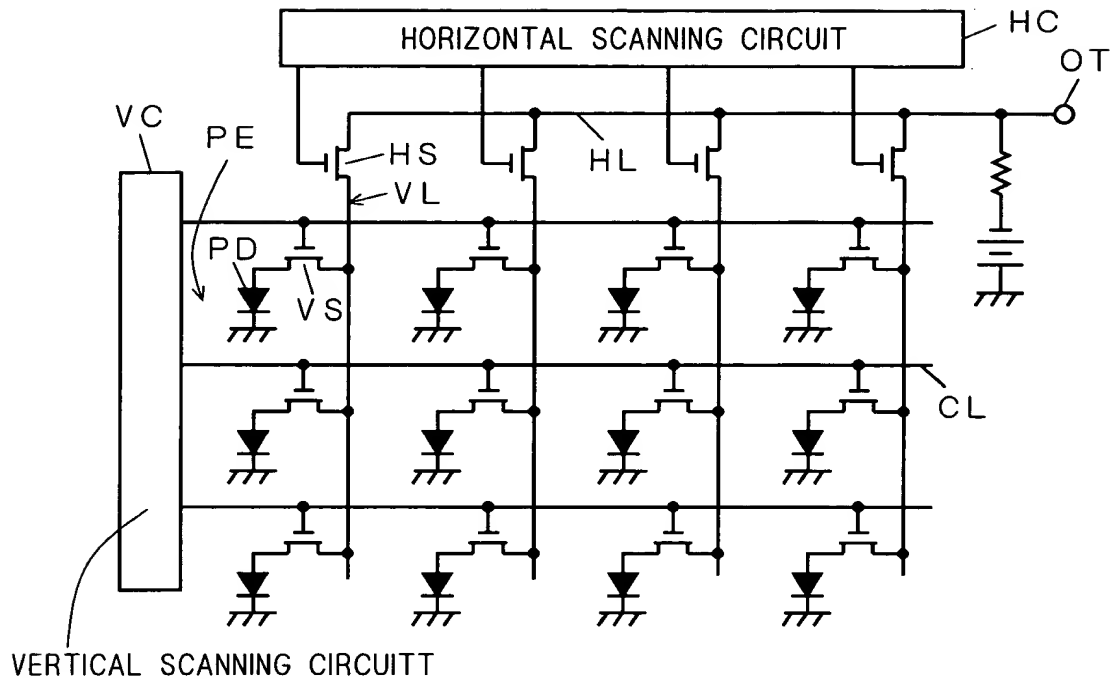 HORIZONTAL SCANNING CIRCUIT
HC
OT
VC
PE
HS
HL
VL
PD
VS
CL
VERTICAL SCANNING CIRCUITT